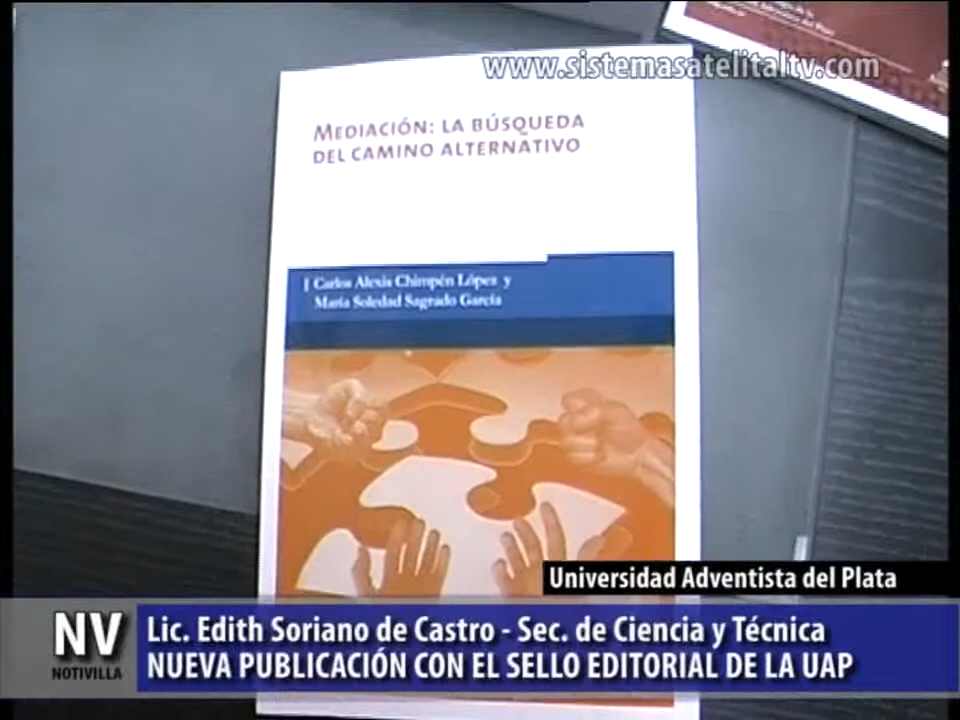 www.sistemasatelitaltv.com
MEDIACIÓN: LA BÚSQUEDA
DEL CAMINO ALTERNATIVO
Carlos Alexis Chimpén López y
María Soledad Sagrado García
Universidad Adventista del Plata
NV
NOTIVILLA
Lic. Edith Soriano de Castro - Sec. de Ciencia y Técnica
NUEVA PUBLICACIÓN CON EL SELLO EDITORIAL DE LA UAP